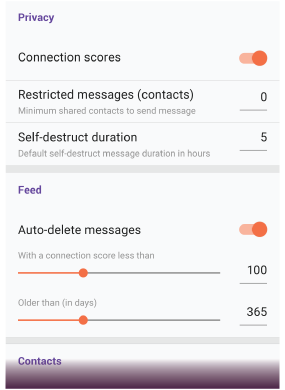 Privacy
Connection scores
Restricted messages (contacts) 0
Minimum shared contacts to send message
Self-destruct duration 5
Default self-destruct message duration in hours
Feed
Auto-delete messages
With a connection score less than
100
Older than (in days)
365
Contacts